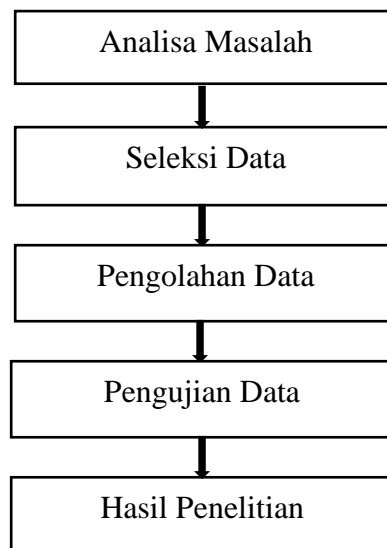 Analisa Masalah
Seleksi Data
Pengolahan Data
Pengujian Data
Hasil Penelitian